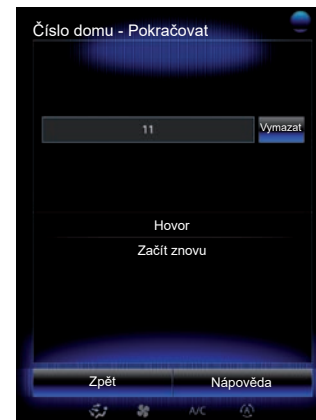 Číslo domu - Pokračovat
11
Vymazat
Hovor
Začít znovu
Zpět
Nápověda
A/C
A